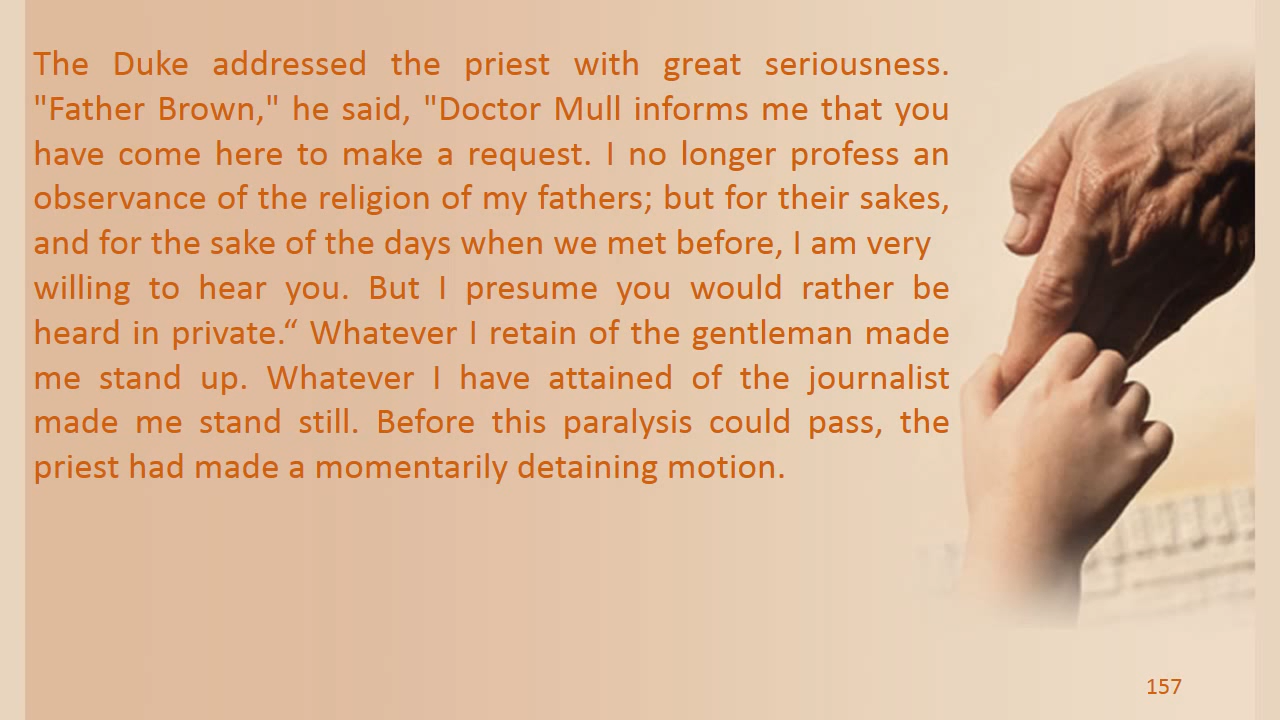 The Duke addressed the priest with great seriousness.
"Father Brown," he said, "Doctor Mull informs me that you
have come here to make a request. I no longer profess an
observance of the religion of my fathers; but for their sakes,
and for the sake of the days when we met before, I am very
willing to hear you. But I presume you would rather be
heard in private.“ Whatever I retain of the gentleman made
me stand up. Whatever I have attained of the journalist
made me stand still. Before this paralysis could pass, the
priest had made a momentarily detaining motion.
157